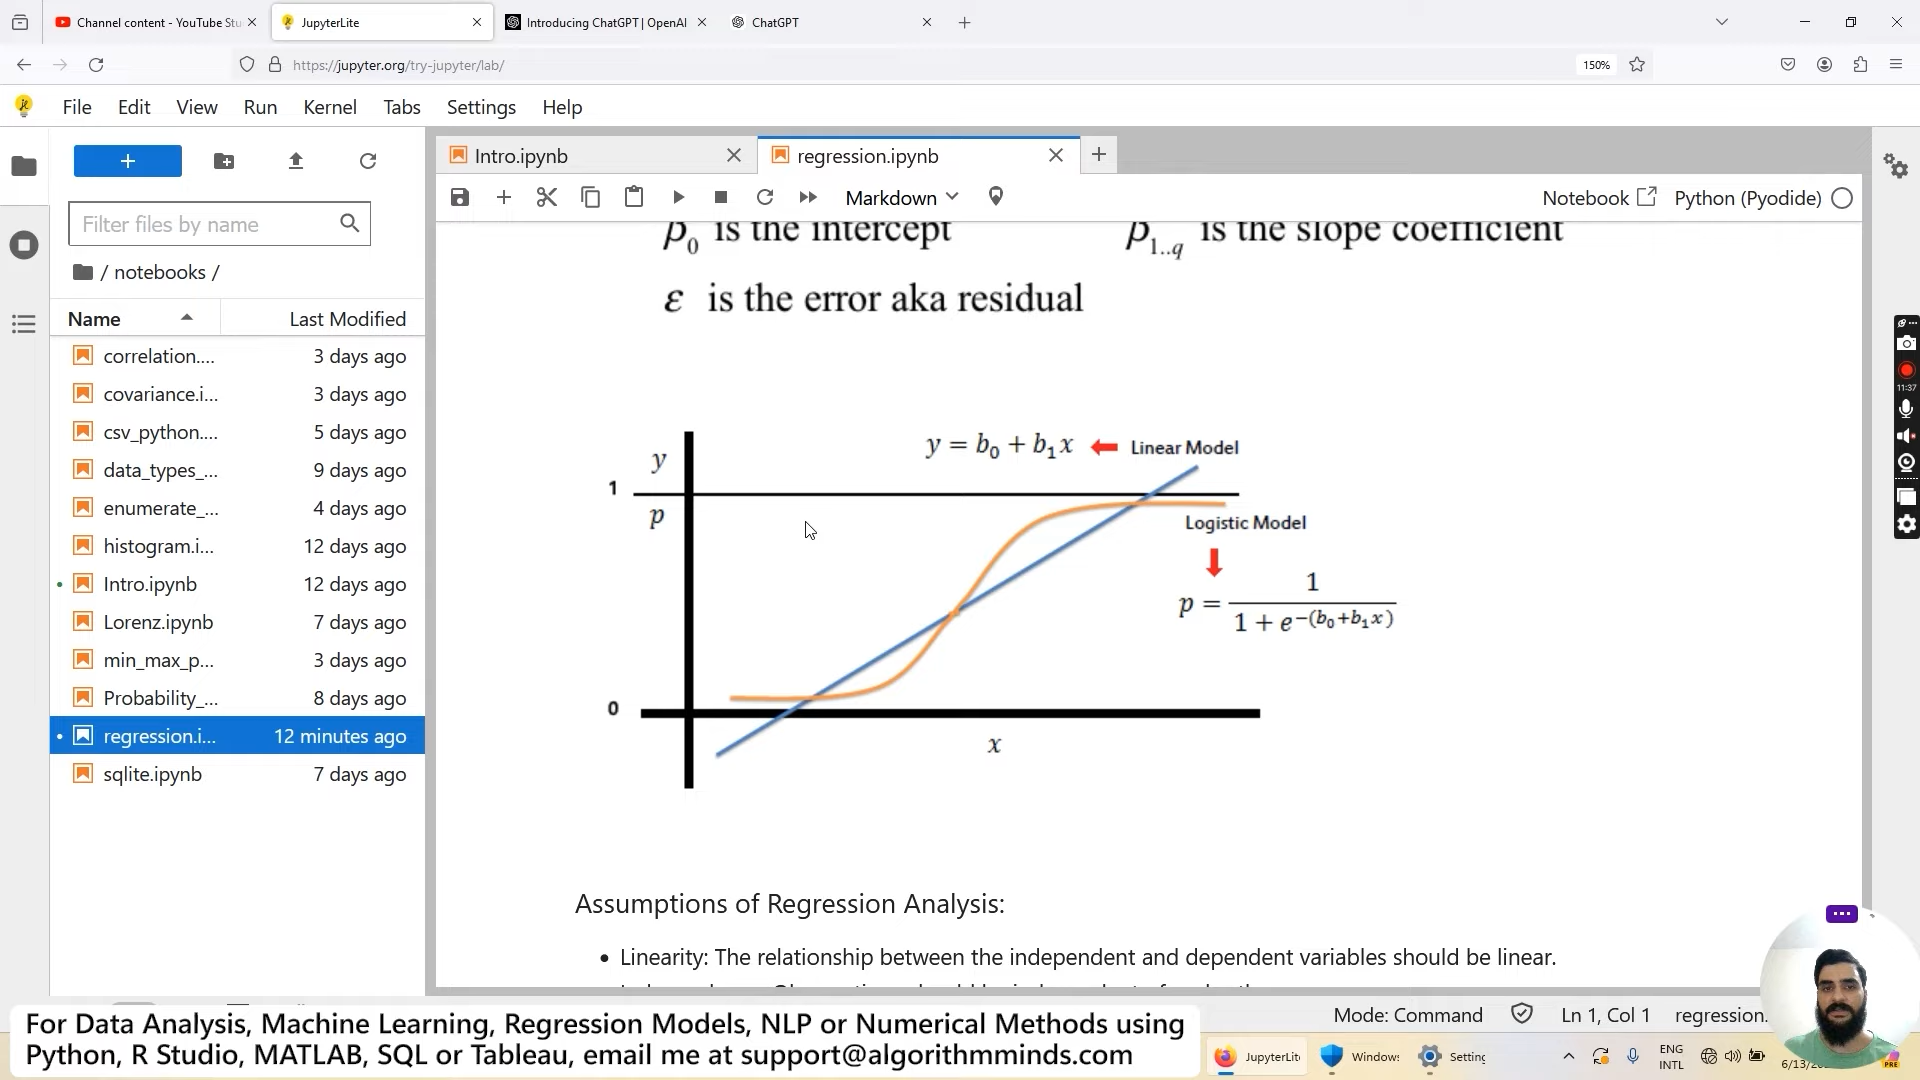 Channel content - YouTube Stu
JupyterLite
Introducing ChatGPT | OpenAI
ChatGPT
https://jupyter.org/try-jupyter/lab/
150%
File Edit View Run Kernel Tabs Settings Help
Intro.ipynb
regression.ipynb
Markdown
Notebook
Python (Pyodide)
Filter files by name
/ notebooks /
Name Last Modified
correlation.... 3 days ago
covariance.i... 3 days ago
csv_python.... 5 days ago
data_types_... 9 days ago
enumerate_... 4 days ago
histogram.i... 12 days ago
Intro.ipynb 12 days ago
Lorenz.ipynb 7 days ago
min_max_p... 3 days ago
Probability_... 8 days ago
regression.i... 12 minutes ago
sqlite.ipynb 7 days ago
β0 is the intercept β1..q is the slope coefficient
ε is the error aka residual
y = b0 + b1x Linear Model
y
1
p
Logistic Model
p = 1 / (1 + e^−(b0+b1x))
0
x
Assumptions of Regression Analysis:
• Linearity: The relationship between the independent and dependent variables should be linear.
11:37
Mode: Command Ln 1, Col 1 regression.
For Data Analysis, Machine Learning, Regression Models, NLP or Numerical Methods using
Python, R Studio, MATLAB, SQL or Tableau, email me at support@algorithmminds.com
JupyterLit
Windows
Setting
ENG
INTL
6/13/20
PRE